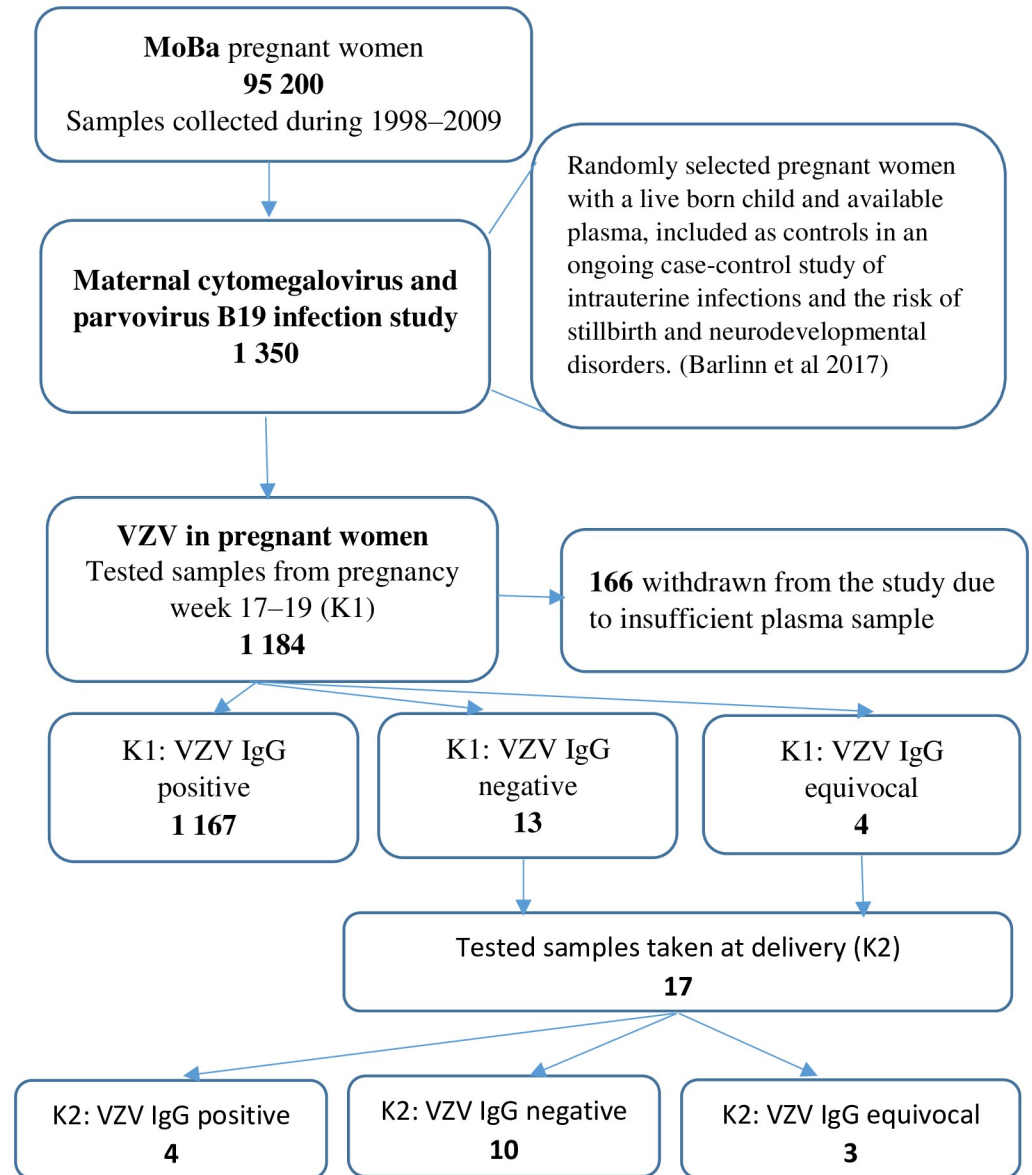 MoBa pregnant women
95 200
Samples collected during 1998–2009
Randomly selected pregnant women
with a live born child and available
plasma, included as controls in an
ongoing case-control study of
intrauterine infections and the risk of
stillbirth and neurodevelopmental
disorders. (Barlinn et al 2017)
Maternal cytomegalovirus and
parvovirus B19 infection study
1 350
VZV in pregnant women
Tested samples from pregnancy
week 17–19 (K1)
1 184
166 withdrawn from the study due
to insufficient plasma sample
K1: VZV IgG
positive
1 167
K1: VZV IgG
negative
13
K1: VZV IgG
equivocal
4
Tested samples taken at delivery (K2)
17
K2: VZV IgG positive
4
K2: VZV IgG negative
10
K2: VZV IgG equivocal
3